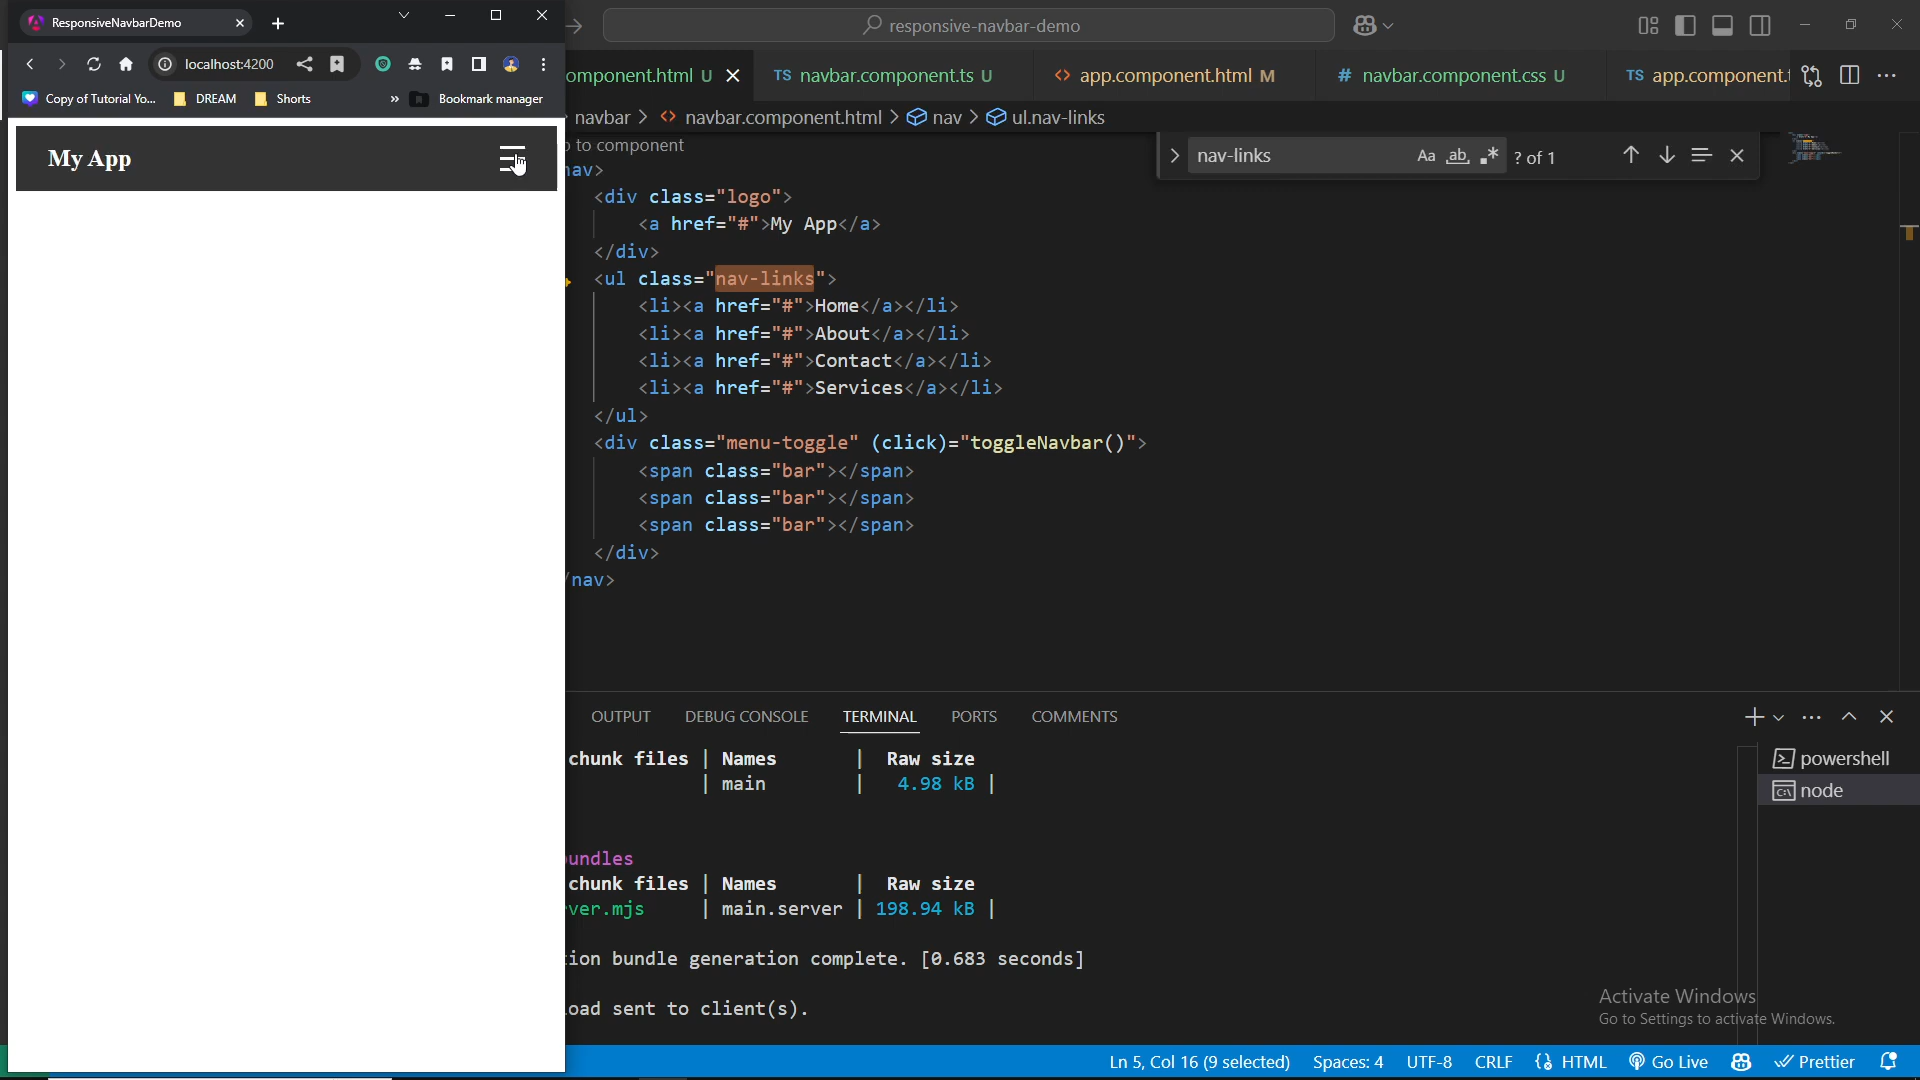 ResponsiveNavbarDemo
localhost:4200
Copy of Tutorial Yo...
DREAM
Shorts
»
Bookmark manager
My App
responsive-navbar-demo
omponent.html U
TS navbar.component.ts U
<> app.component.html M
# navbar.component.css U
TS app.component.
navbar > <> navbar.component.html > nav > ul.nav-links
to component
nav-links
Aa ab .* ? of 1
nav>
<div class="logo">
<a href="#">My App</a>
</div>
<ul class="nav-links">
<li><a href="#">Home</a></li>
<li><a href="#">About</a></li>
<li><a href="#">Contact</a></li>
<li><a href="#">Services</a></li>
</ul>
<div class="menu-toggle" (click)="toggleNavbar()">
<span class="bar"></span>
<span class="bar"></span>
<span class="bar"></span>
</div>
/nav>
OUTPUT DEBUG CONSOLE TERMINAL PORTS COMMENTS
chunk files | Names | Raw size
| main | 4.98 kB |
undles
chunk files | Names | Raw size
ver.mjs | main.server | 198.94 kB |
ion bundle generation complete. [0.683 seconds]
oad sent to client(s).
powershell
node
Activate Windows
Go to Settings to activate Windows.
Ln 5, Col 16 (9 selected) Spaces: 4 UTF-8 CRLF {} HTML Go Live Prettier